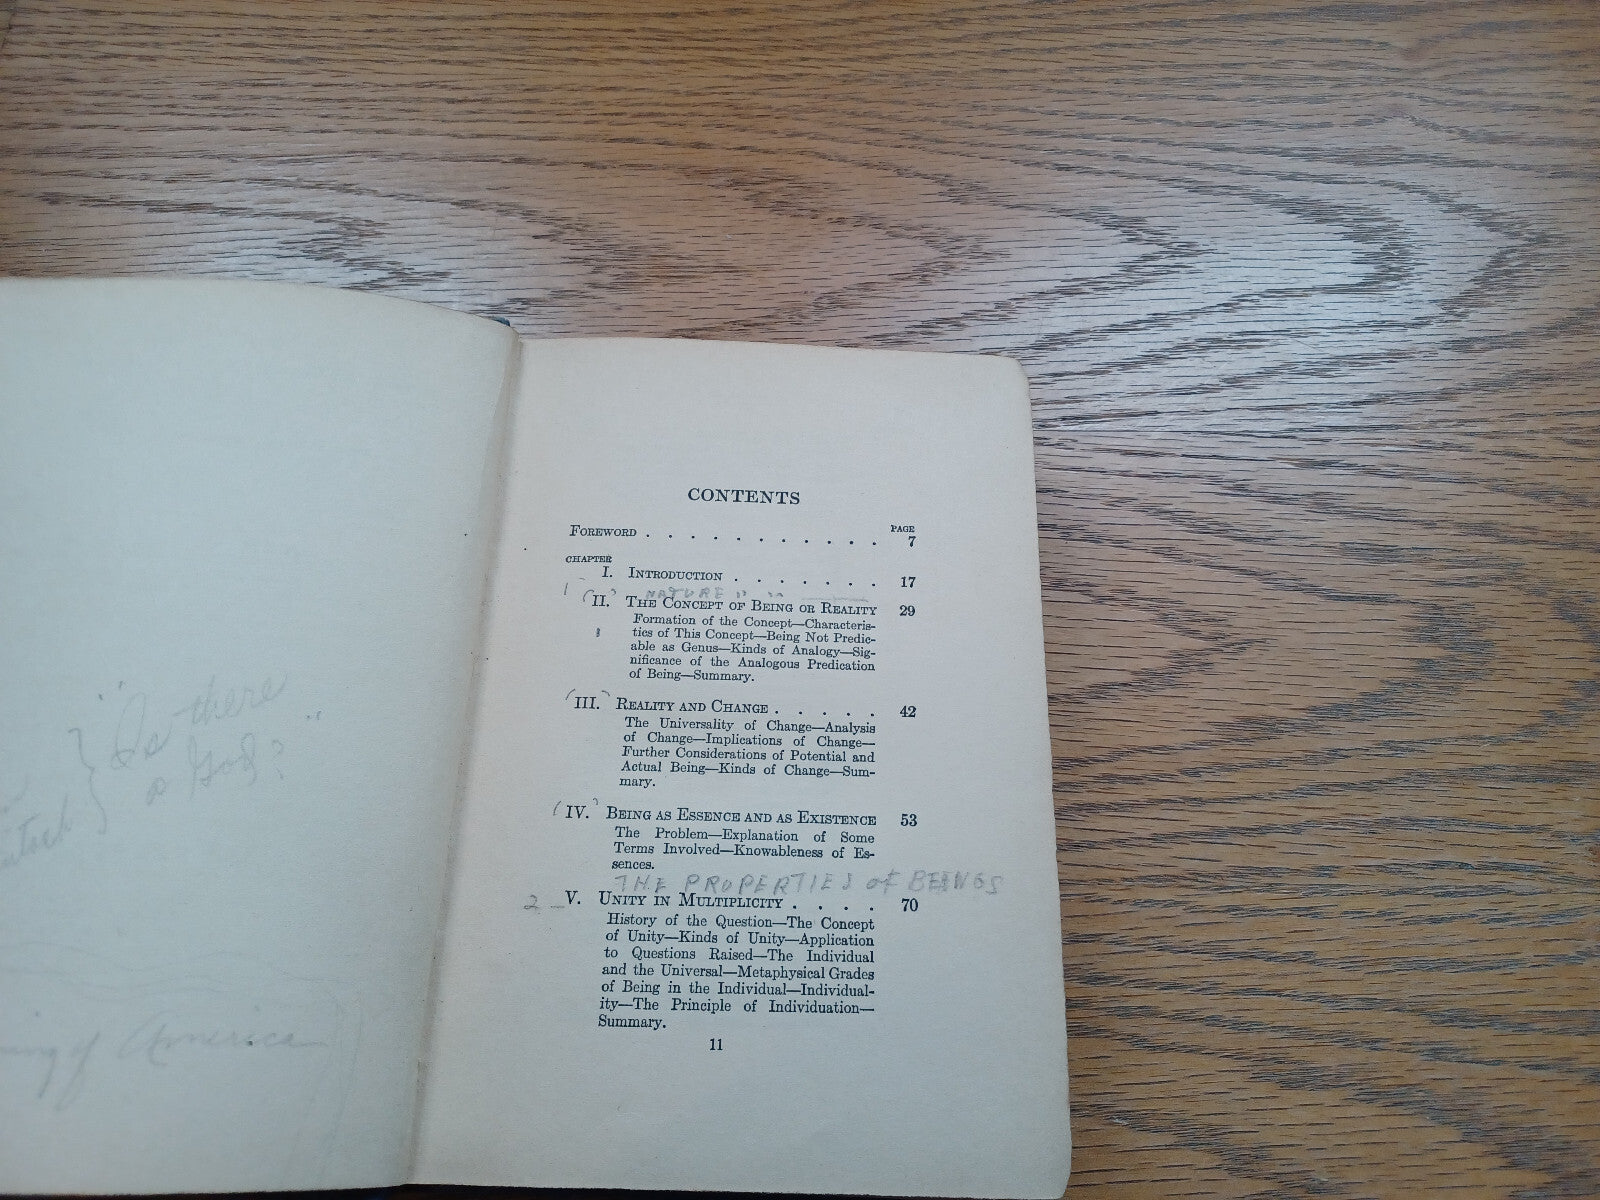 "Is there
a God?"
ing of America
CONTENTS
PAGE
FOREWORD . . . . . . . . . . . 7
CHAPTER
I. INTRODUCTION . . . . . . . 17
1 NATURE " "
(II.) THE CONCEPT OF BEING OR REALITY 29
Formation of the Concept—Characteris-
tics of This Concept—Being Not Predic-
able as Genus—Kinds of Analogy—Sig-
nificance of the Analogous Predication
of Being—Summary.
(III.) REALITY AND CHANGE . . . . . 42
The Universality of Change—Analysis
of Change—Implications of Change—
Further Considerations of Potential and
Actual Being—Kinds of Change—Sum-
mary.
(IV.) BEING AS ESSENCE AND AS EXISTENCE 53
The Problem—Explanation of Some
Terms Involved—Knowableness of Es-
sences.
THE PROPERTIES OF BEINGS
2 — V. UNITY IN MULTIPLICITY . . . . 70
History of the Question—The Concept
of Unity—Kinds of Unity—Application
to Questions Raised—The Individual
and the Universal—Metaphysical Grades
of Being in the Individual—Individual-
ity—The Principle of Individuation—
Summary.
11